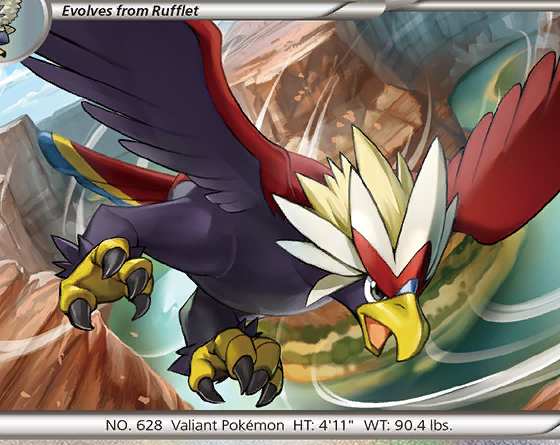 Evolves from Rufflet
NO. 628 Valiant Pokémon HT: 4'11" WT: 90.4 lbs.